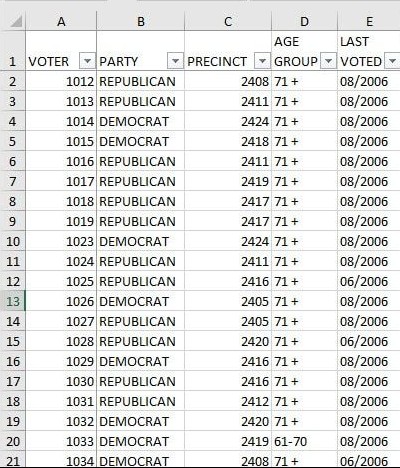 A B C D E
1 VOTER PARTY PRECINCT AGE GROUP LAST VOTED
2 1012 REPUBLICAN 2408 71 + 08/2006
3 1013 REPUBLICAN 2411 71 + 08/2006
4 1014 DEMOCRAT 2424 71 + 08/2006
5 1015 DEMOCRAT 2418 71 + 08/2006
6 1016 REPUBLICAN 2411 71 + 08/2006
7 1017 REPUBLICAN 2419 71 + 08/2006
8 1018 REPUBLICAN 2417 71 + 08/2006
9 1019 REPUBLICAN 2417 71 + 08/2006
10 1023 DEMOCRAT 2424 71 + 08/2006
11 1024 REPUBLICAN 2411 71 + 08/2006
12 1025 REPUBLICAN 2416 71 + 06/2006
13 1026 DEMOCRAT 2405 71 + 08/2006
14 1027 REPUBLICAN 2405 71 + 08/2006
15 1028 REPUBLICAN 2420 71 + 06/2006
16 1029 DEMOCRAT 2416 71 + 08/2006
17 1030 REPUBLICAN 2416 71 + 08/2006
18 1031 REPUBLICAN 2412 71 + 08/2006
19 1032 DEMOCRAT 2420 71 + 08/2006
20 1033 DEMOCRAT 2419 61-70 08/2006
21 1034 DEMOCRAT 2408 71 + 06/2006